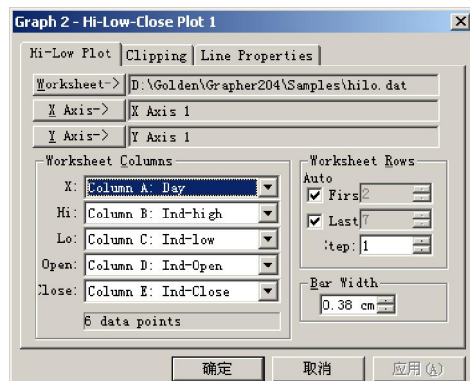 Graph 2 - Hi-Low-Close Plot 1
Hi-Low Plot Clipping Line Properties
Worksheet-> D:\Golden\Grapher204\Samples\hilo.dat
X Axis-> X Axis 1
Y Axis-> Y Axis 1
Worksheet Columns
X: Column A: Day
Hi: Column B: Ind-high
Lo: Column C: Ind-low
Open: Column D: Ind-Open
Close: Column E: Ind-Close
6 data points
Worksheet Rows
Auto
Firs 2
Last 7
Step: 1
Bar Width
0.38 cm
确定 取消 应用(A)